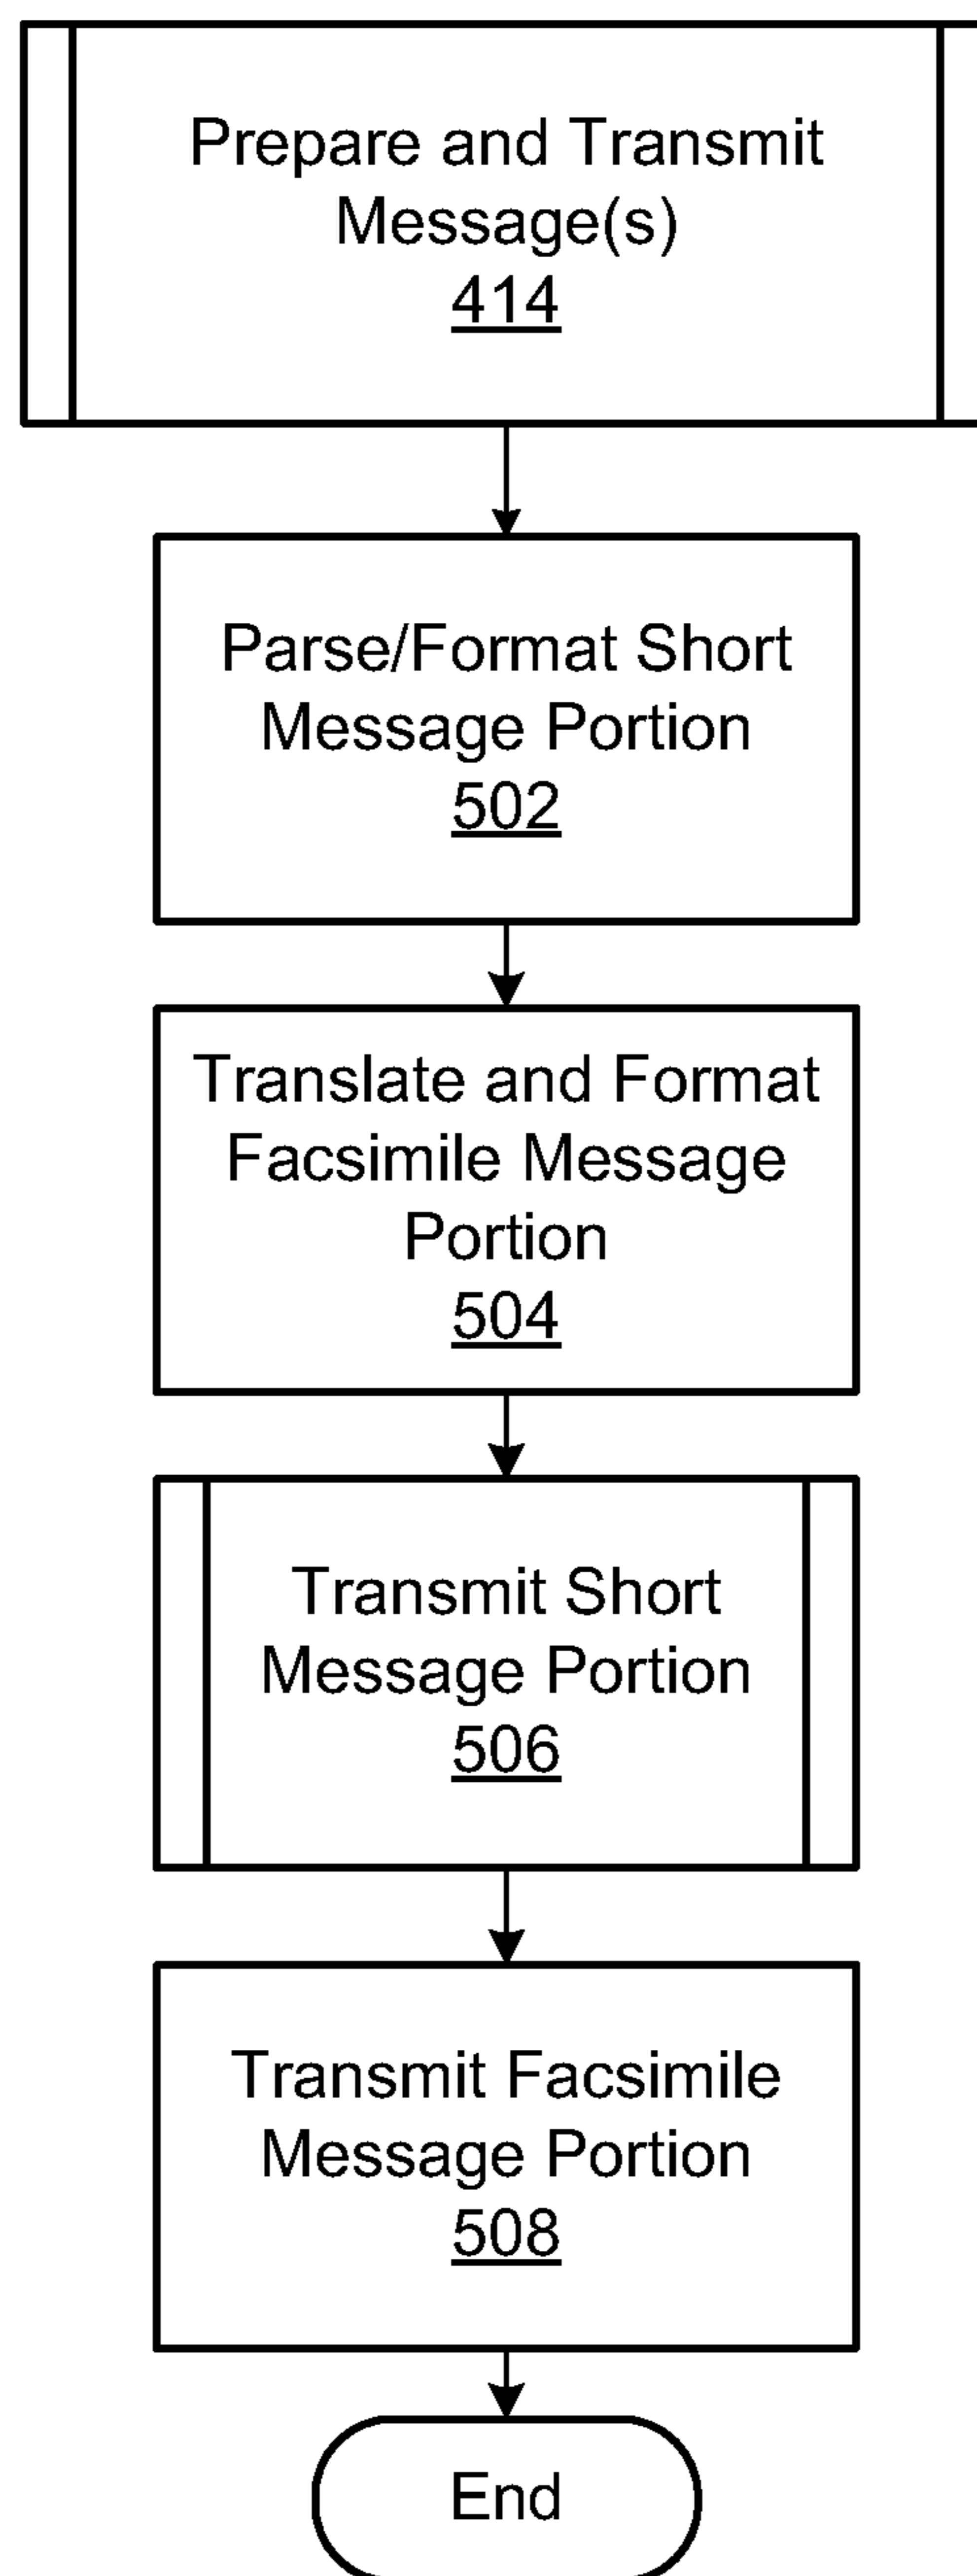 Prepare and Transmit
Message(s)
414
Parse/Format Short
Message Portion
502
Translate and Format
Facsimile Message
Portion
504
Transmit Short
Message Portion
506
Transmit Facsimile
Message Portion
508
End